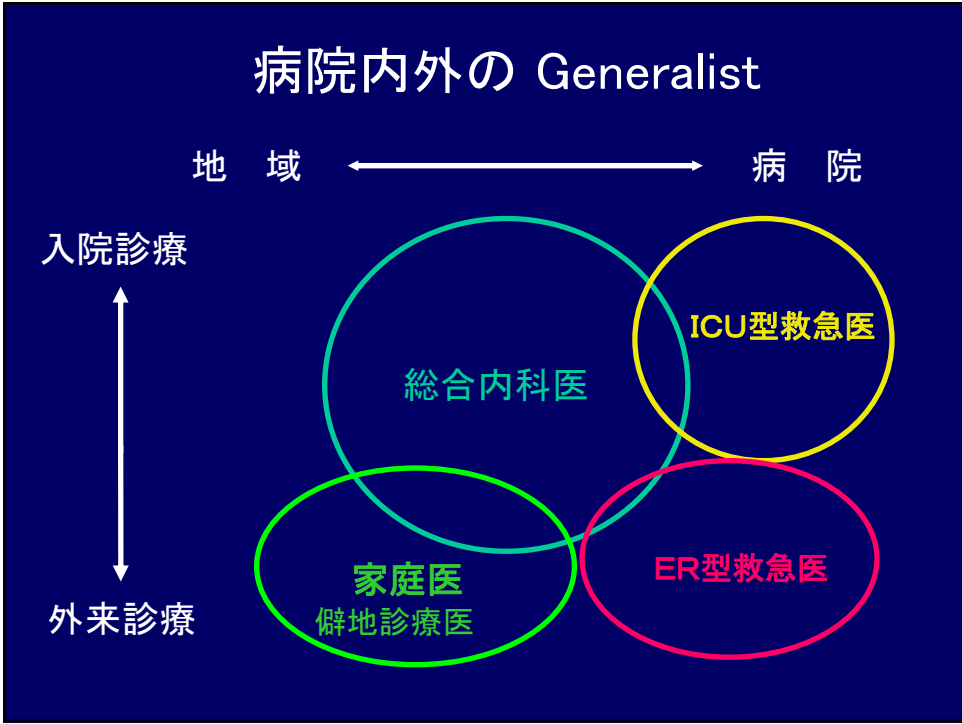 病院内外の Generalist
地　域
病　院
入院診療
ICU型救急医
総合内科医
家庭医
僻地診療医
ER型救急医
外来診療